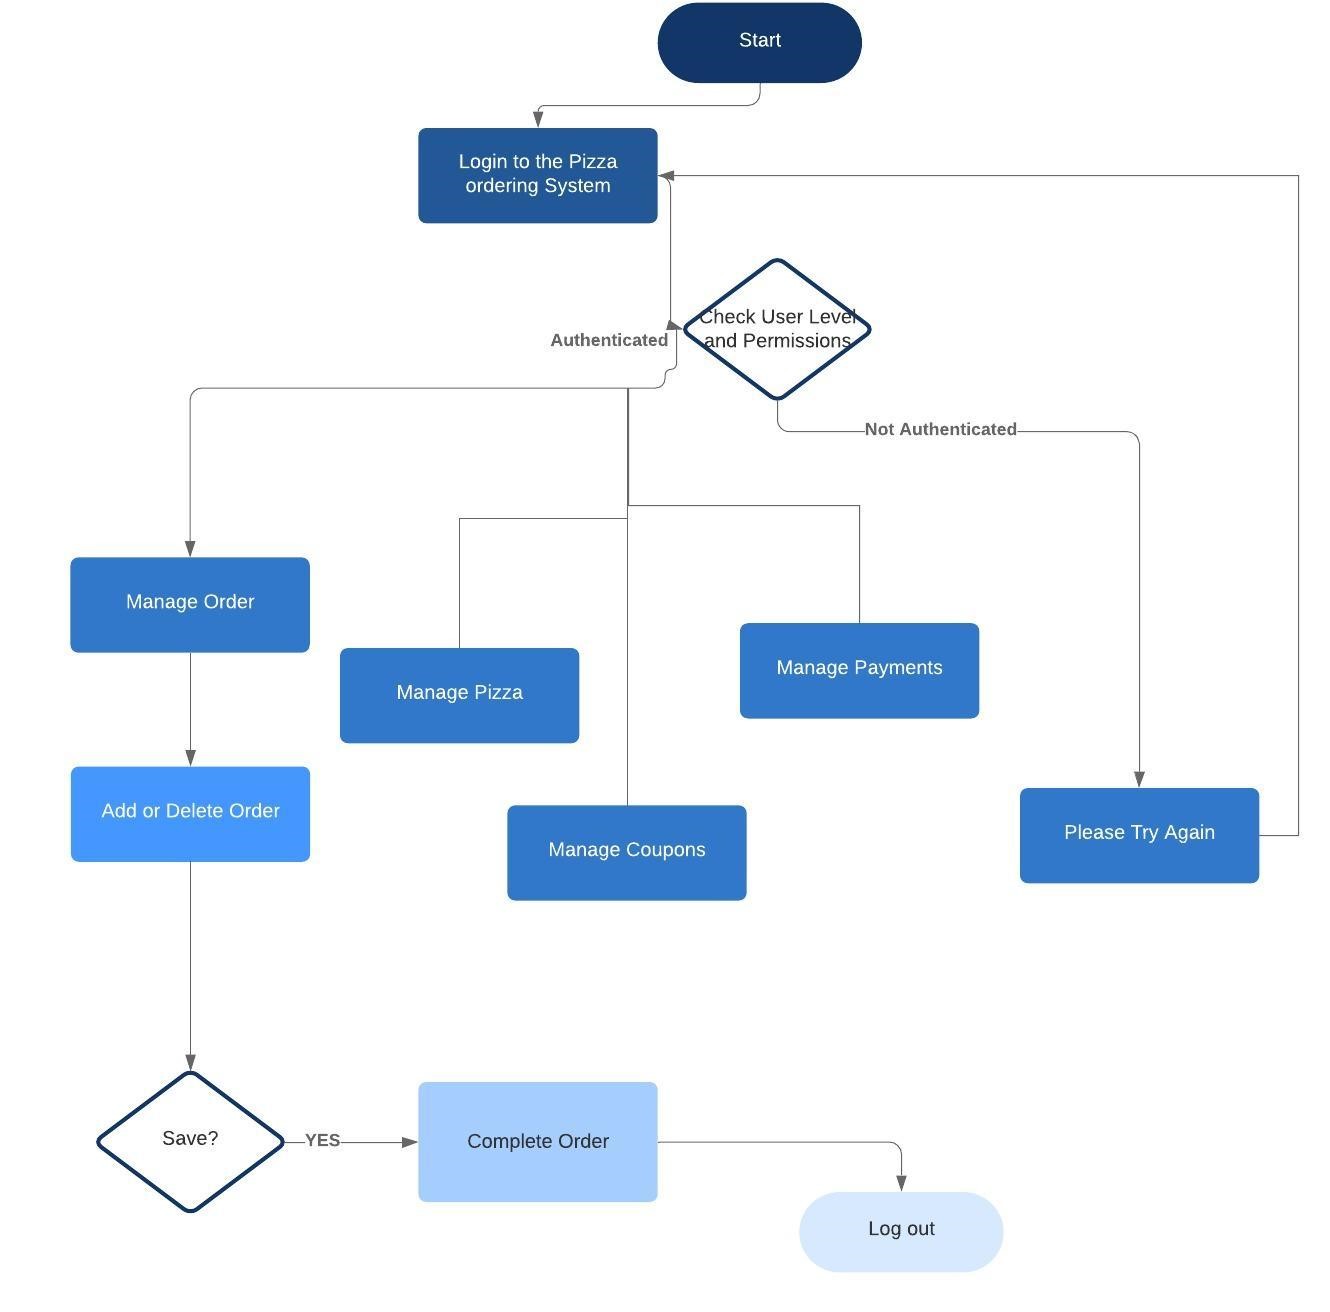 Start
Login to the Pizza
ordering System
Check User Level
and Permissions
Authenticated
Not Authenticated
Manage Order
Manage Pizza
Manage Payments
Add or Delete Order
Manage Coupons
Please Try Again
Save?
YES
Complete Order
Log out